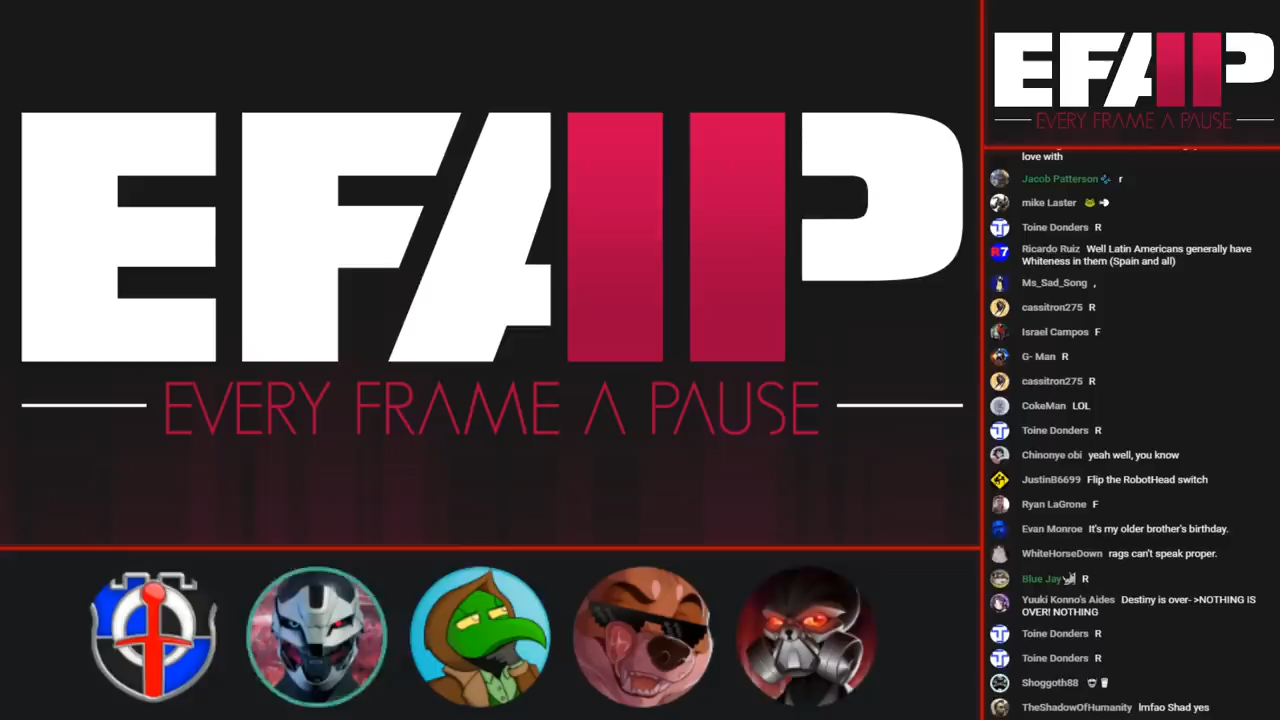 EFAP
EVERY FRAME A PAUSE
EFAP
EVERY FRAME A PAUSE
love with
Jacob Patterson r
mike Laster
Toine Donders R
Ricardo Ruiz Well Latin Americans generally have
Whiteness in them (Spain and all)
Ms_Sad_Song ,
cassitron275 R
Israel Campos F
G- Man R
cassitron275 R
CokeMan LOL
Toine Donders R
Chinonye obi yeah well, you know
JustinB6699 Flip the RobotHead switch
Ryan LaGrone F
Evan Monroe It's my older brother's birthday.
WhiteHorseDown rags can't speak proper.
Blue Jay R
Yuuki Konno's Aides Destiny is over- >NOTHING IS
OVER! NOTHING
Toine Donders R
Toine Donders R
Shoggoth88
TheShadowOfHumanity lmfao Shad yes